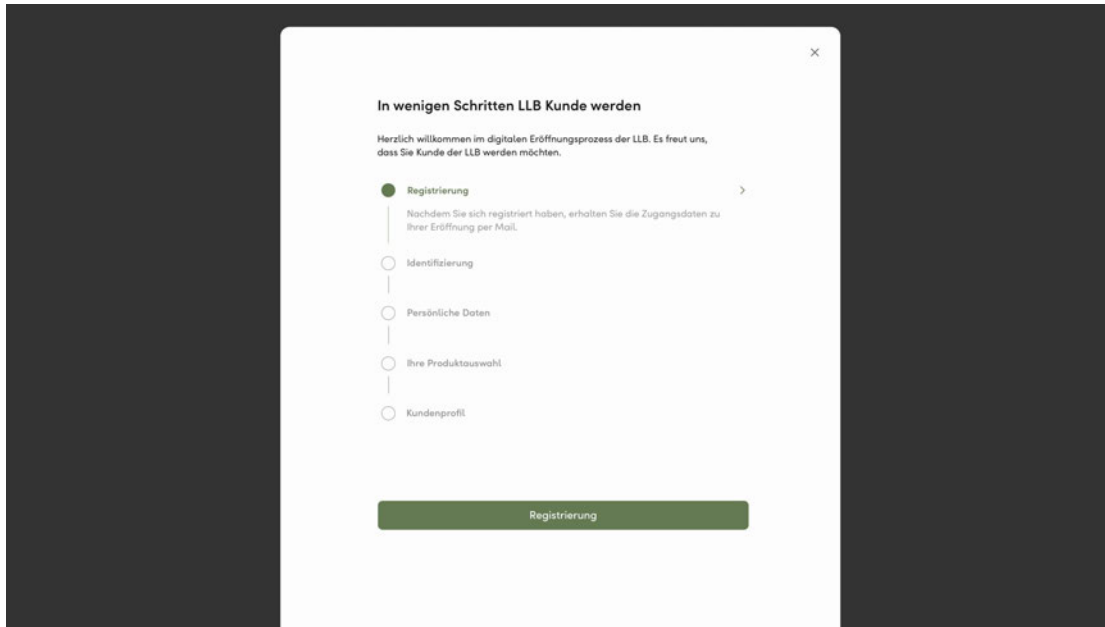 In wenigen Schritten LLB Kunde werden
Herzlich willkommen im digitalen Eröffnungsprozess der LLB. Es freut uns,
dass Sie Kunde der LLB werden möchten.
Registrierung
Nachdem Sie sich registriert haben, erhalten Sie die Zugangsdaten zu
Ihrer Eröffnung per Mail.
Identifizierung
Persönliche Daten
Ihre Produktauswahl
Kundenprofil
Registrierung